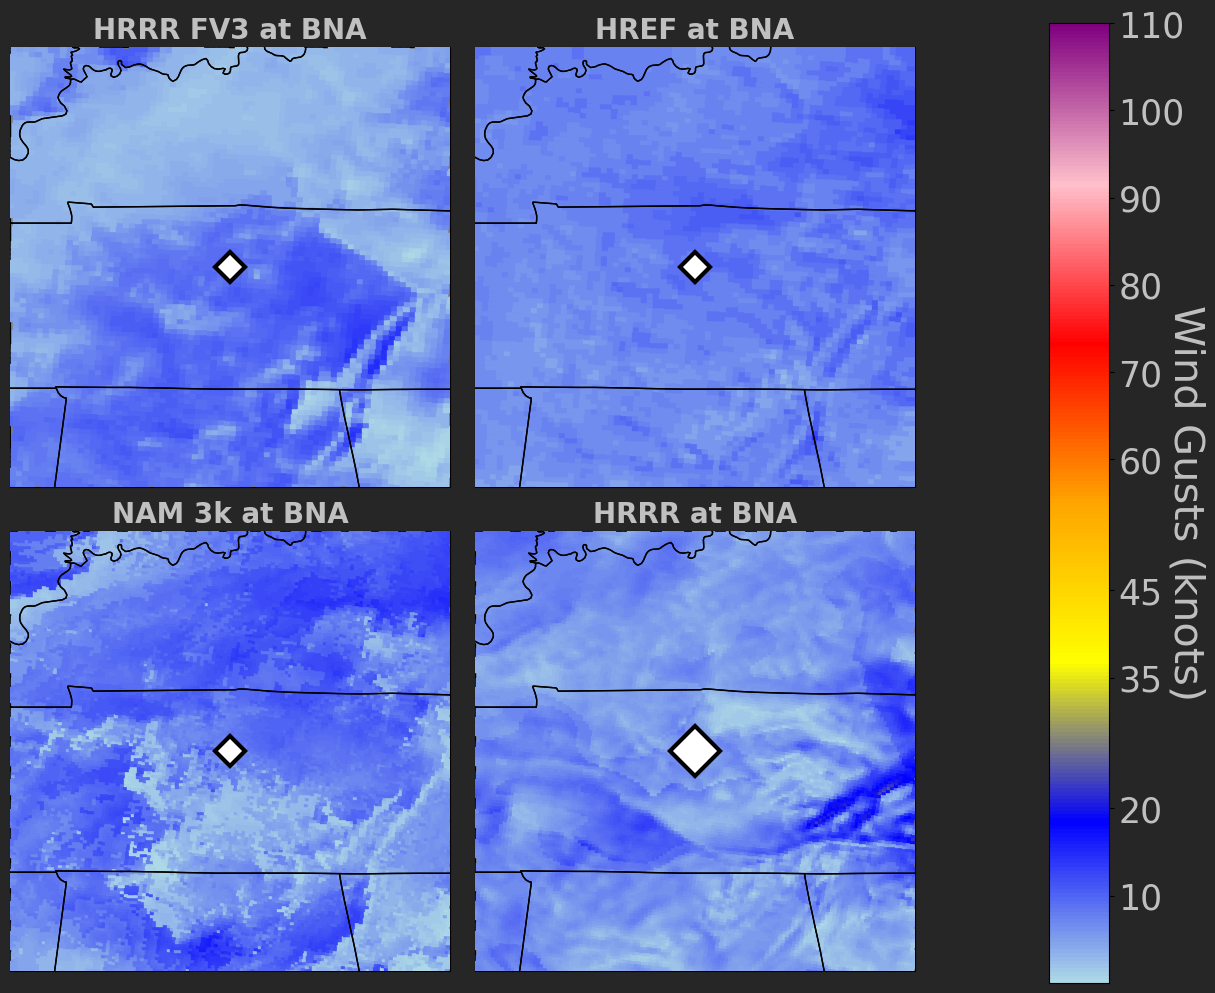 HRRR FV3 at BNA
HREF at BNA
NAM 3k at BNA
HRRR at BNA
110
100
90
80
70
60
45
35
20
10
Wind Gusts (knots)